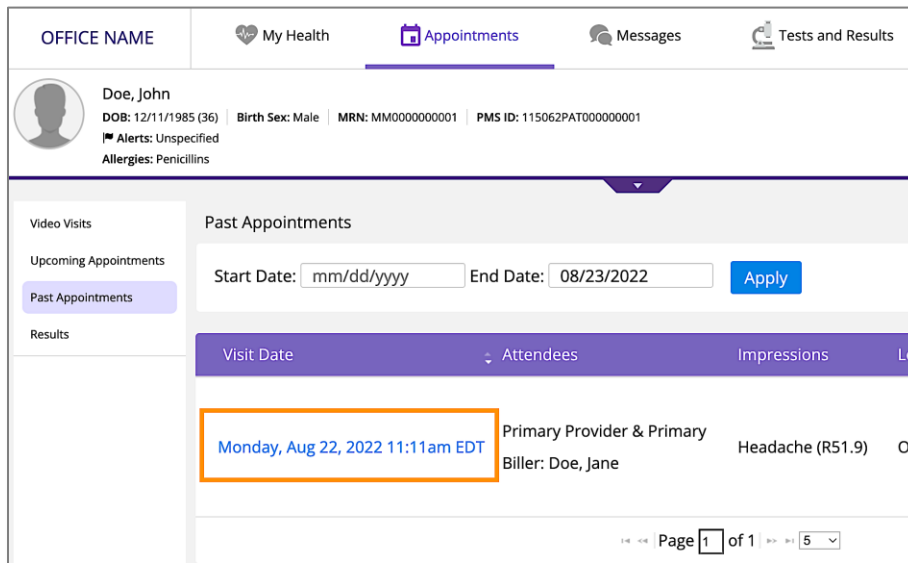 OFFICE NAME
My Health
Appointments
Messages
Tests and Results
Doe, John
DOB: 12/11/1985 (36) Birth Sex: Male MRN: MM0000000001 PMS ID: 115062PAT000000001
Alerts: Unspecified
Allergies: Penicillins
Video Visits
Upcoming Appointments
Past Appointments
Results
Past Appointments
Start Date: mm/dd/yyyy End Date: 08/23/2022 Apply
Visit Date Attendees Impressions
Monday, Aug 22, 2022 11:11am EDT
Primary Provider & Primary
Biller: Doe, Jane
Headache (R51.9)
Page 1 of 1 5